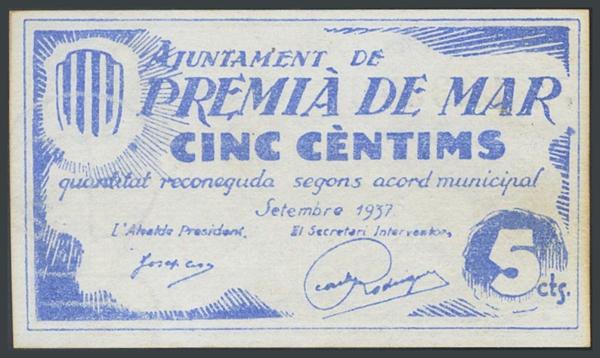 AJUNTAMENT DE
PREMIÀ DE MAR
CINC CÈNTIMS
quantitat reconeguda segons acord municipal
Setembre 1937
L'Alcalde President, El Secretari Interventor,
5
cts.